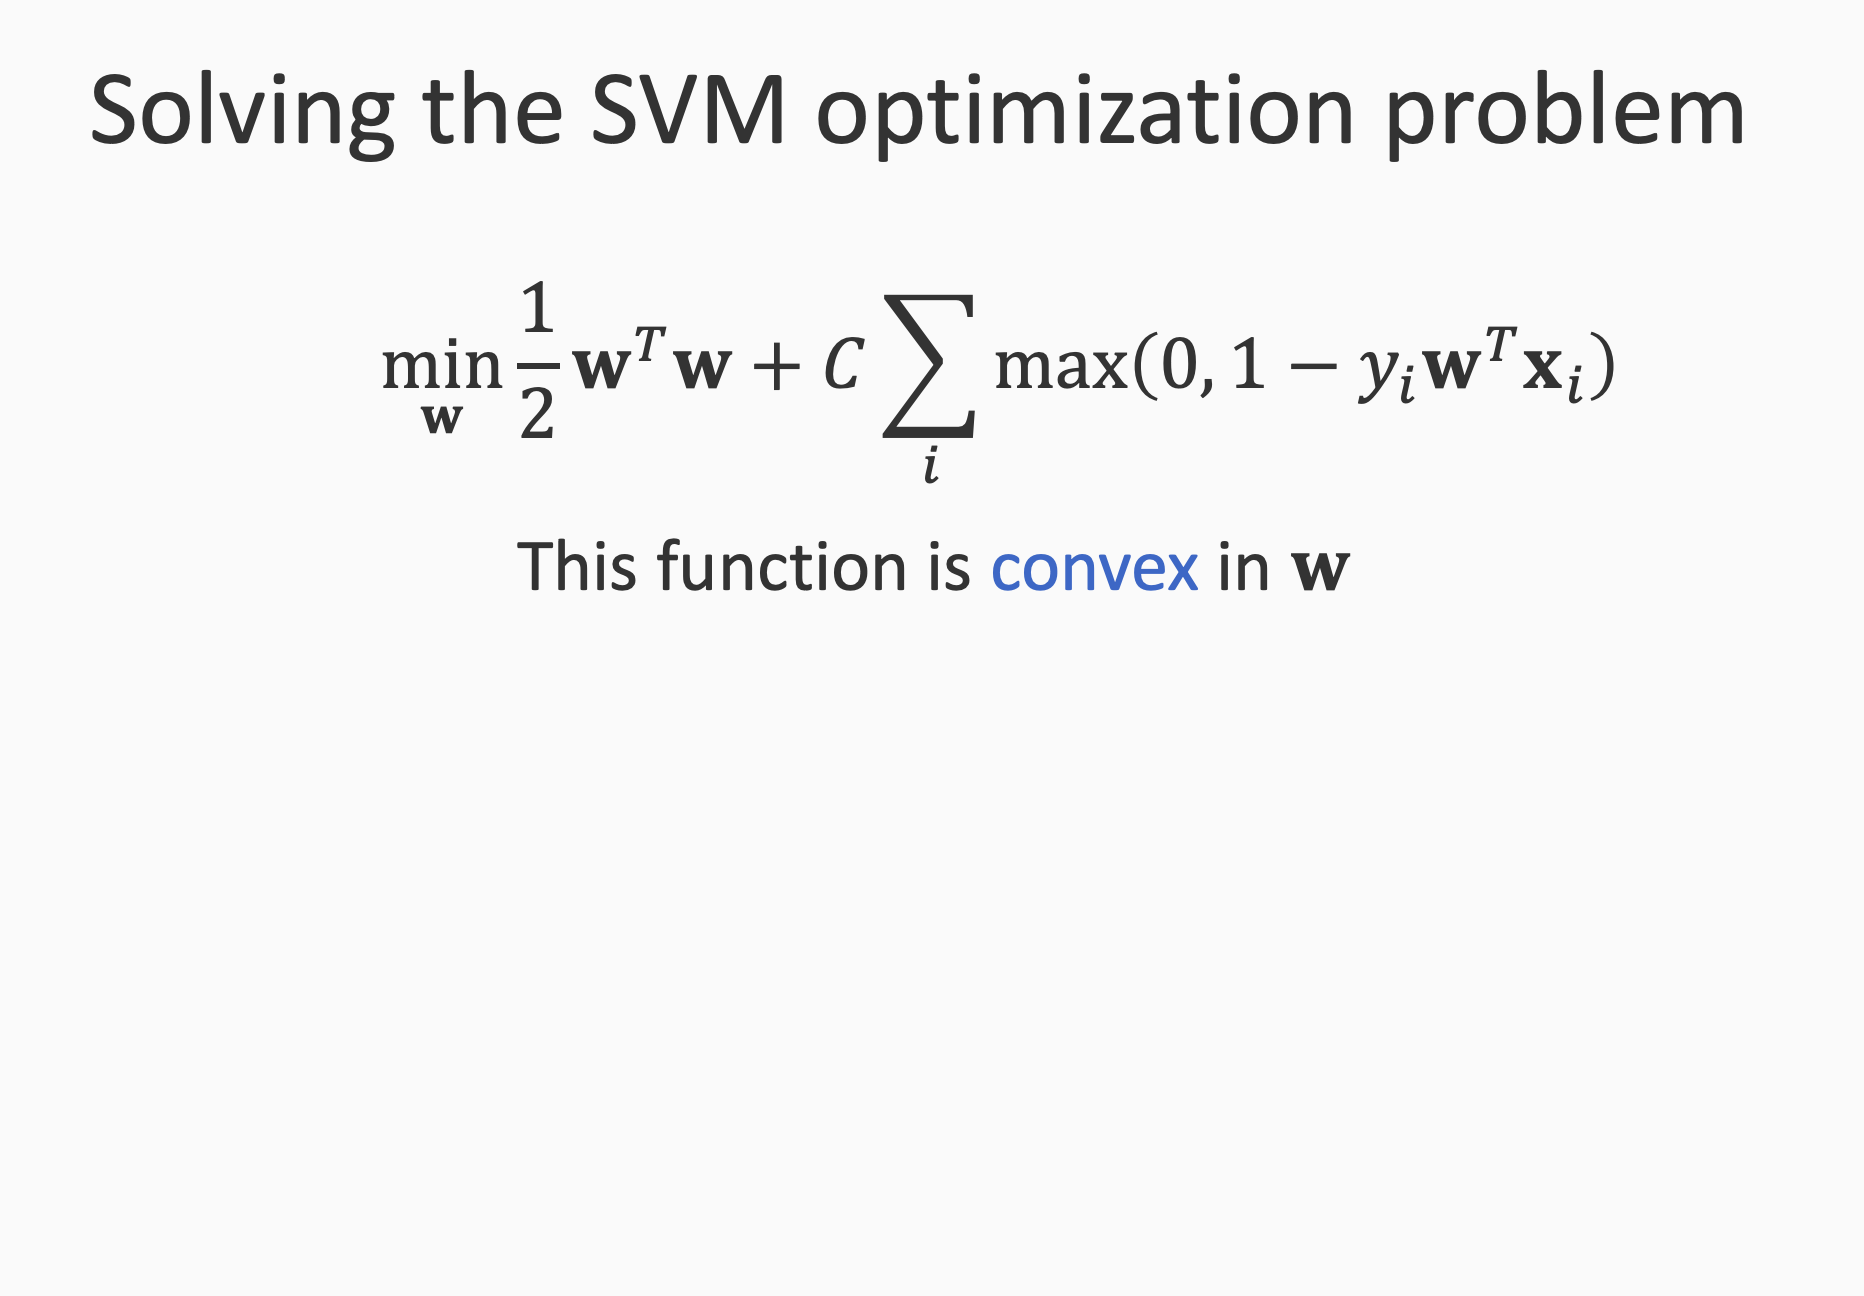 Solving the SVM optimization problem
min_𝐰 1/2 𝐰^T 𝐰 + C ∑_i max(0, 1 − y_i 𝐰^T 𝐱_i)
This function is convex in 𝐰